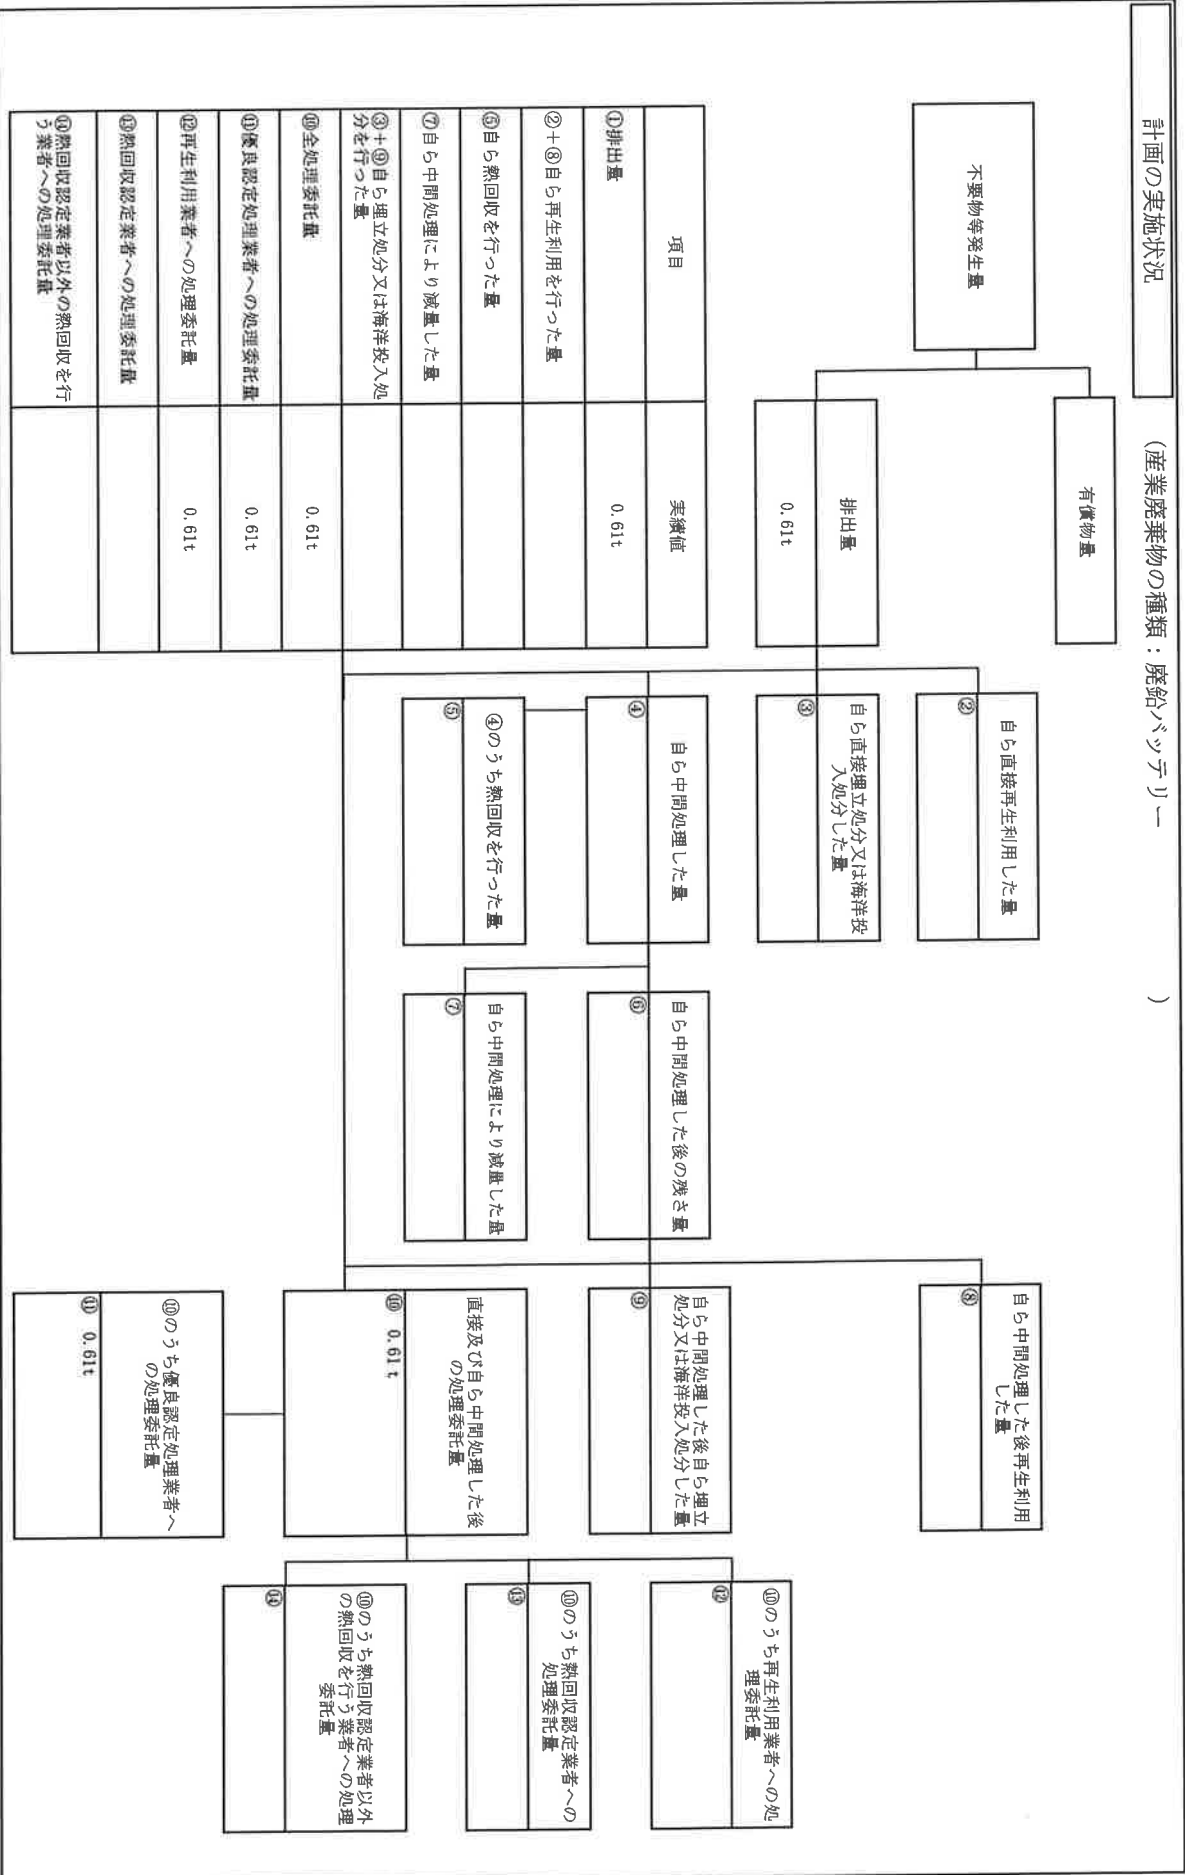 計画の実施状況
(産業廃棄物の種類:廃鉛バッテリー )
不要物等発生量
有償物量
排出量
0.61t
②
自ら直接再生利用した量
③
自ら直接埋立処分又は海洋投
入処分した量
④
自ら中間処理した量
⑤
④のうち熱回収を行った量
⑥
自ら中間処理した後の残さ量
⑦
自ら中間処理により減量した量
⑧
自ら中間処理した後再生利用
した量
⑨
自ら中間処理した後自ら埋立
処分又は海洋投入処分した量
直接及び自ら中間処理した後
の処理委託量
⑩ 0.61t
⑩のうち優良認定処理業者へ
の処理委託量
⑪ 0.61t
⑩のうち再生利用業者への処
理委託量
⑫
⑩のうち熱回収認定業者への
処理委託量
⑬
⑩のうち熱回収認定業者以外
の熱回収を行う業者への処理
委託量
⑭
項目 実績値
①排出量 0.61t
②+⑧自ら再生利用を行った量
⑤自ら熱回収を行った量
⑦自ら中間処理により減量した量
③+⑨自ら埋立処分又は海洋投入処
分を行った量
⑩全処理委託量 0.61t
⑪優良認定処理業者への処理委託量 0.61t
⑫再生利用業者への処理委託量 0.61t
⑬熱回収認定業者への処理委託量
⑭熱回収認定業者以外の熱回収を行
う業者への処理委託量